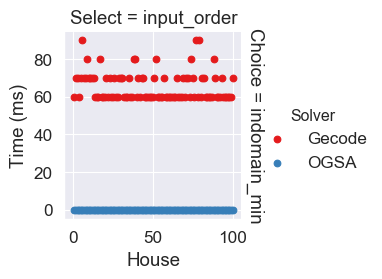 Select = input_order
Time (ms)
80
60
40
20
0
0
50
100
House
Choice = indomain_min
Solver
Gecode
OGSA